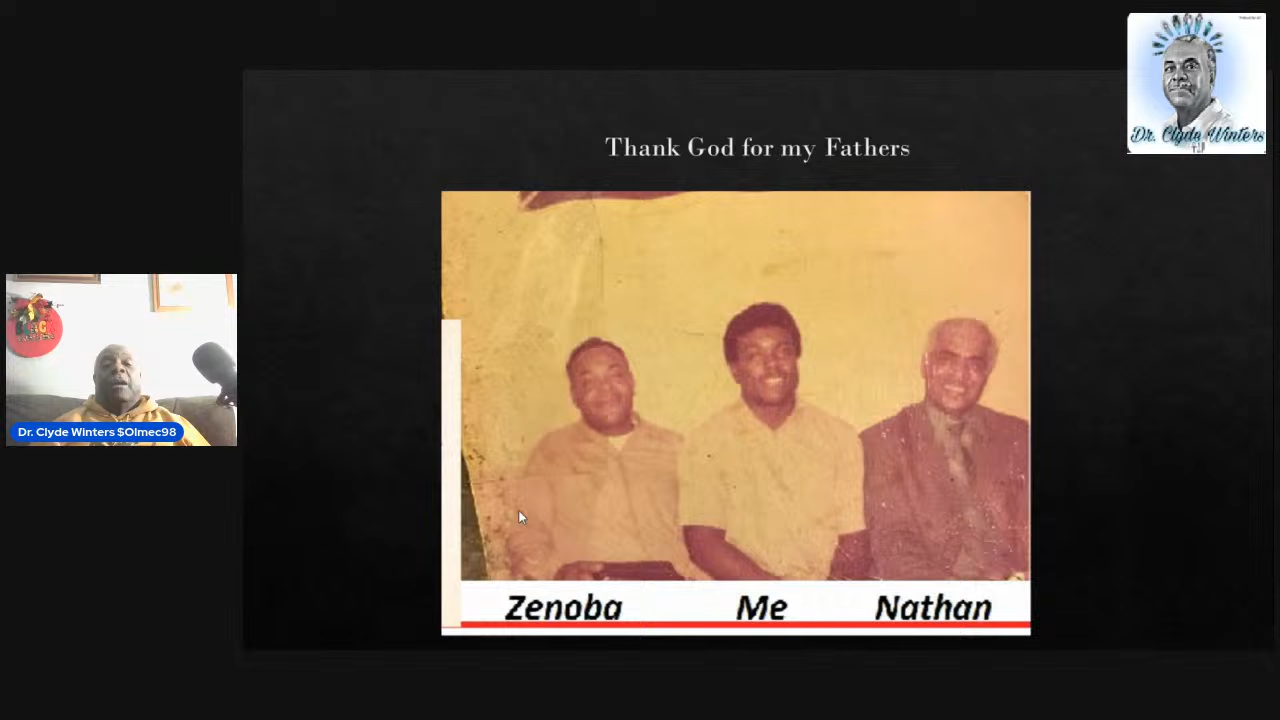 Thank God for my Fathers
Dr. Clyde Winters
Dr. Clyde Winters $Olmec98
Zenoba Me Nathan